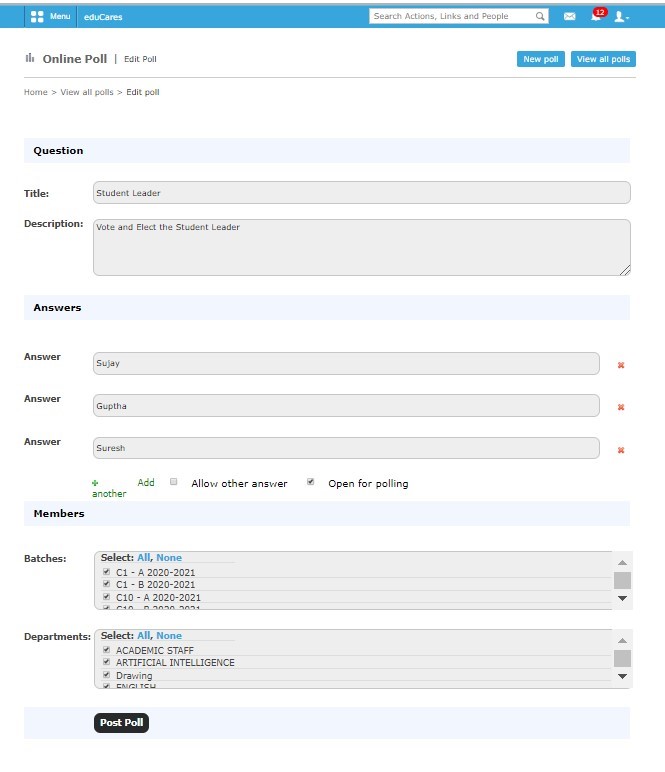 Menu eduCares Search Actions, Links and People 12
Online Poll | Edit Poll New poll View all polls
Home > View all polls > Edit poll
Question
Title: Student Leader
Description: Vote and Elect the Student Leader
Answers
Answer Sujay
Answer Guptha
Answer Suresh
Add another Allow other answer Open for polling
Members
Batches: Select: All, None
C1 - A 2020-2021
C1 - B 2020-2021
C10 - A 2020-2021
C10 - B 2020-2021
Departments: Select: All, None
ACADEMIC STAFF
ARTIFICIAL INTELLIGENCE
Drawing
ENGLISH
Post Poll